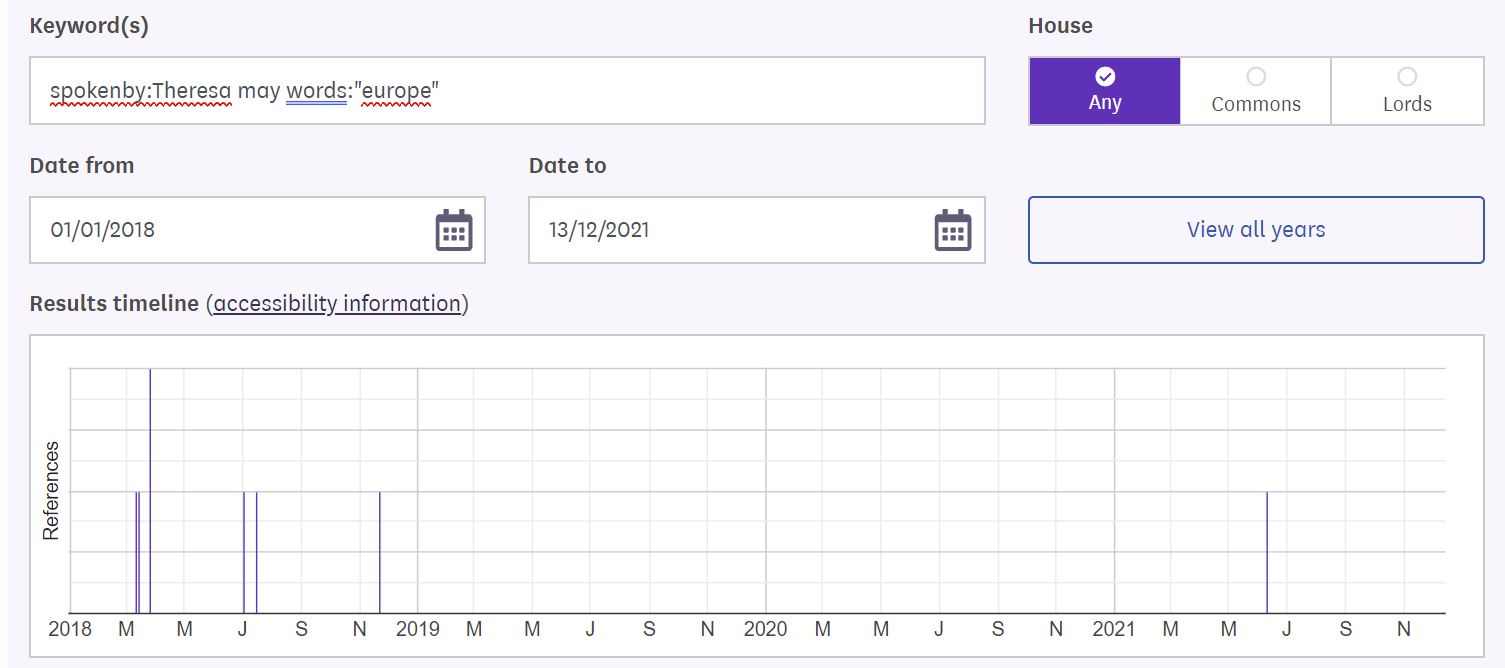 Keyword(s)
House
spokenby:Theresa may words:"europe"
Any
Commons
Lords
Date from
Date to
01/01/2018
13/12/2021
View all years
Results timeline (accessibility information)
References
2018 M M J S N 2019 M M J S N 2020 M M J S N 2021 M M J S N